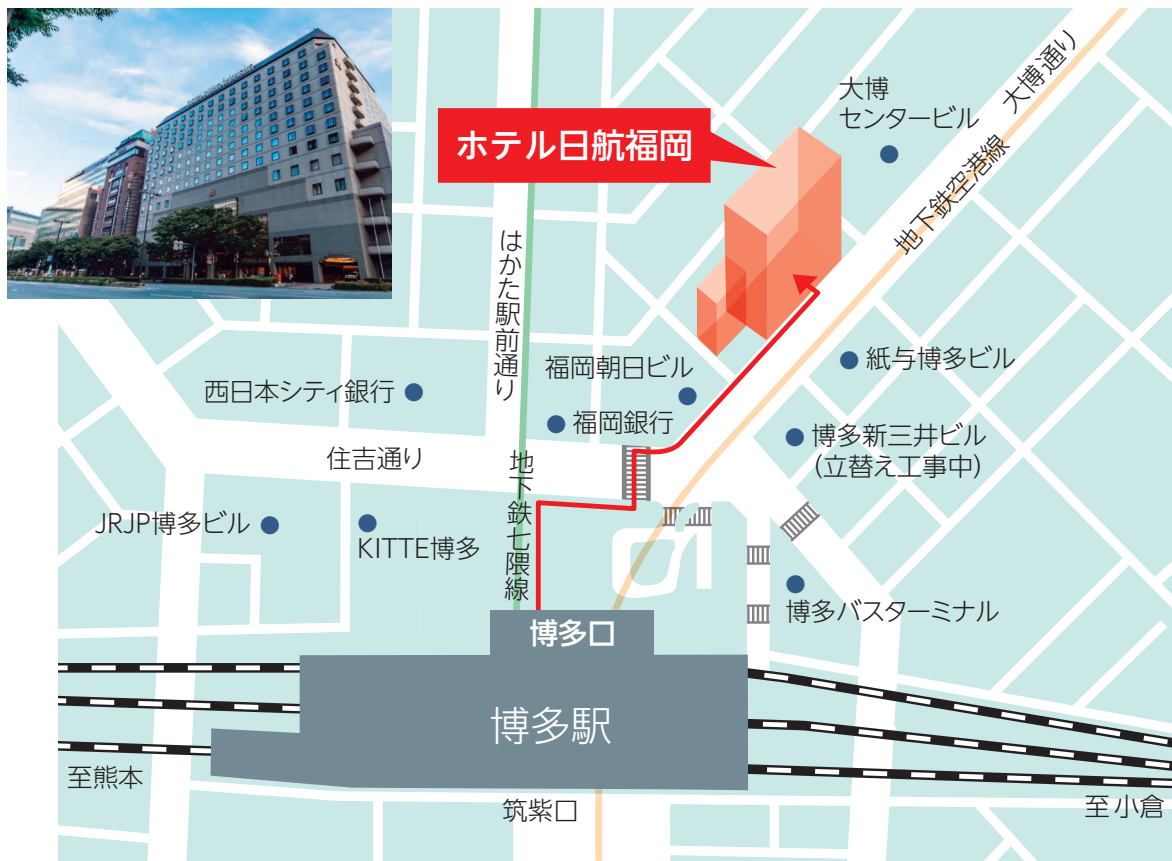 大博
センタービル
大博通り
地下鉄空港線
ホテル日航福岡
はかた駅前通り
福岡朝日ビル
紙与博多ビル
西日本シティ銀行
福岡銀行
博多新三井ビル
(立替え工事中)
住吉通り
地下鉄七隈線
JRJP博多ビル
KITTE博多
博多バスターミナル
博多口
博多駅
至熊本
筑紫口
至小倉